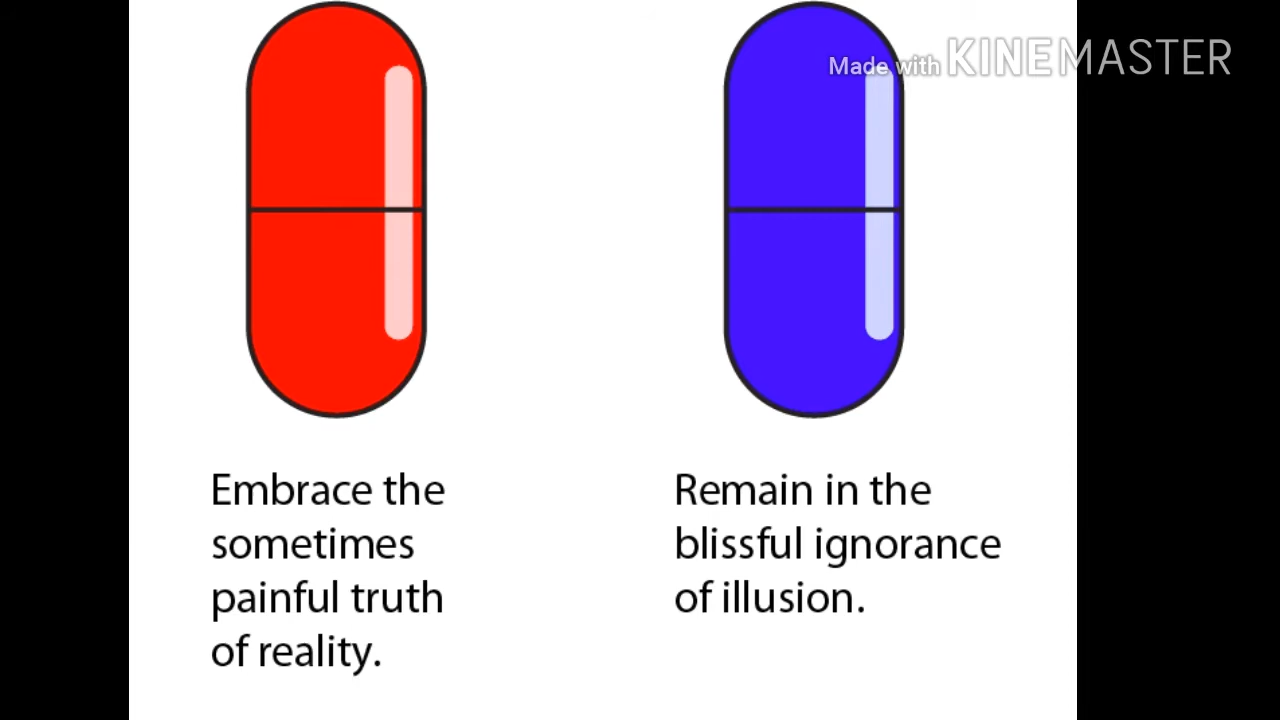 Made with KINEMASTER
Embrace the
sometimes
painful truth
of reality.
Remain in the
blissful ignorance
of illusion.